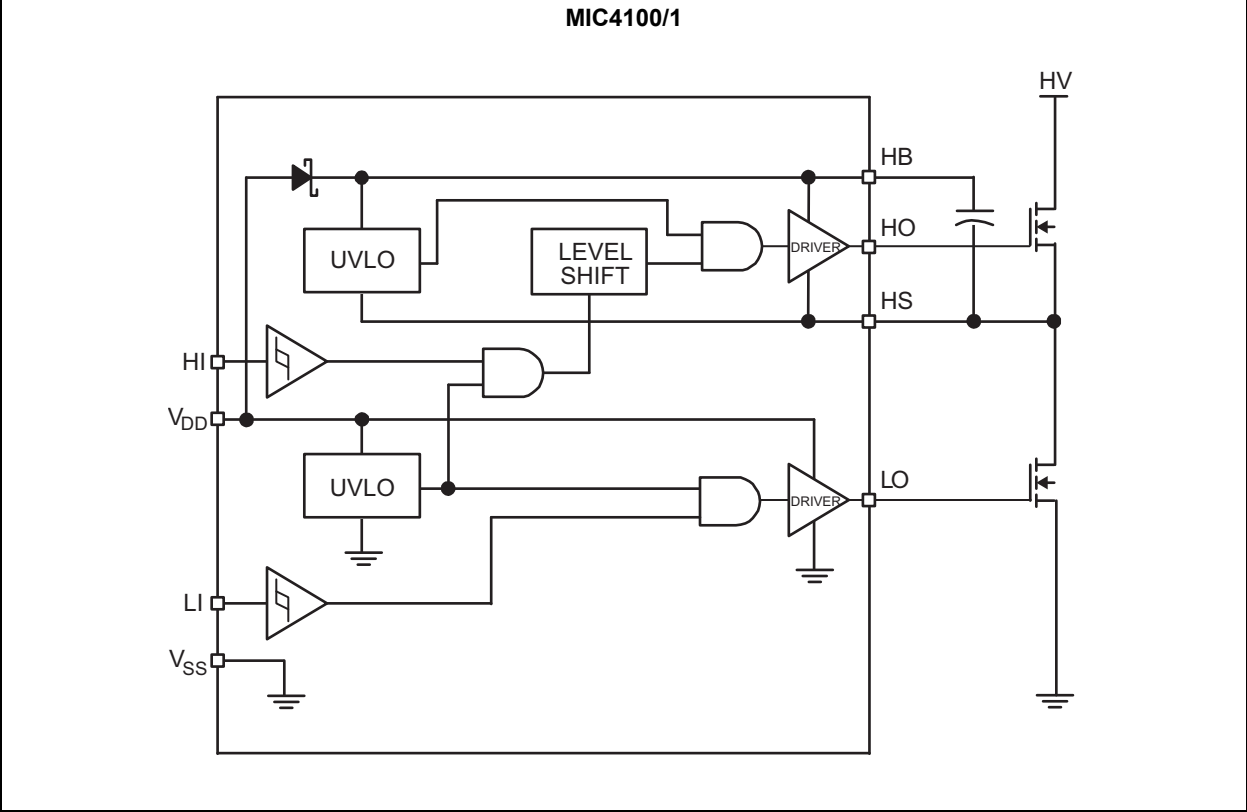 MIC4100/1
HV
HB
HO
UVLO
LEVEL
SHIFT
DRIVER
HS
HI
VDD
UVLO
DRIVER
LO
LI
VSS